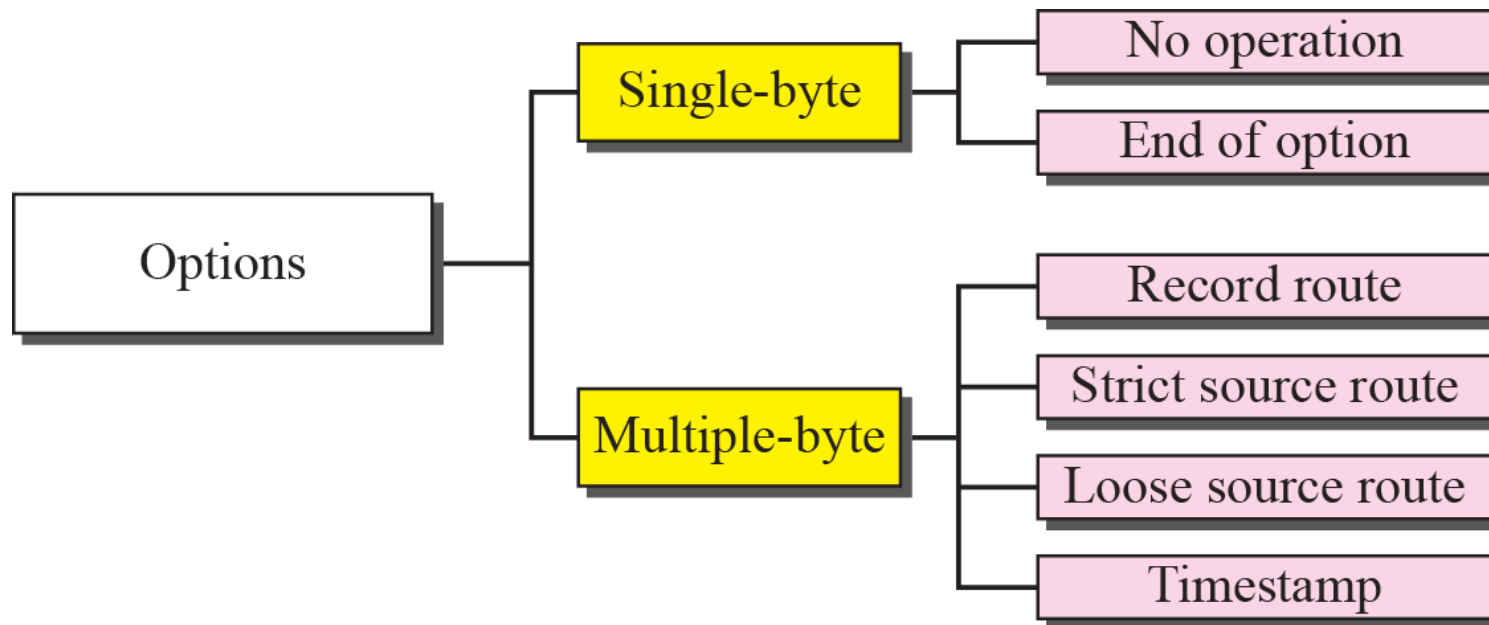 Options
Single-byte
No operation
End of option
Multiple-byte
Record route
Strict source route
Loose source route
Timestamp